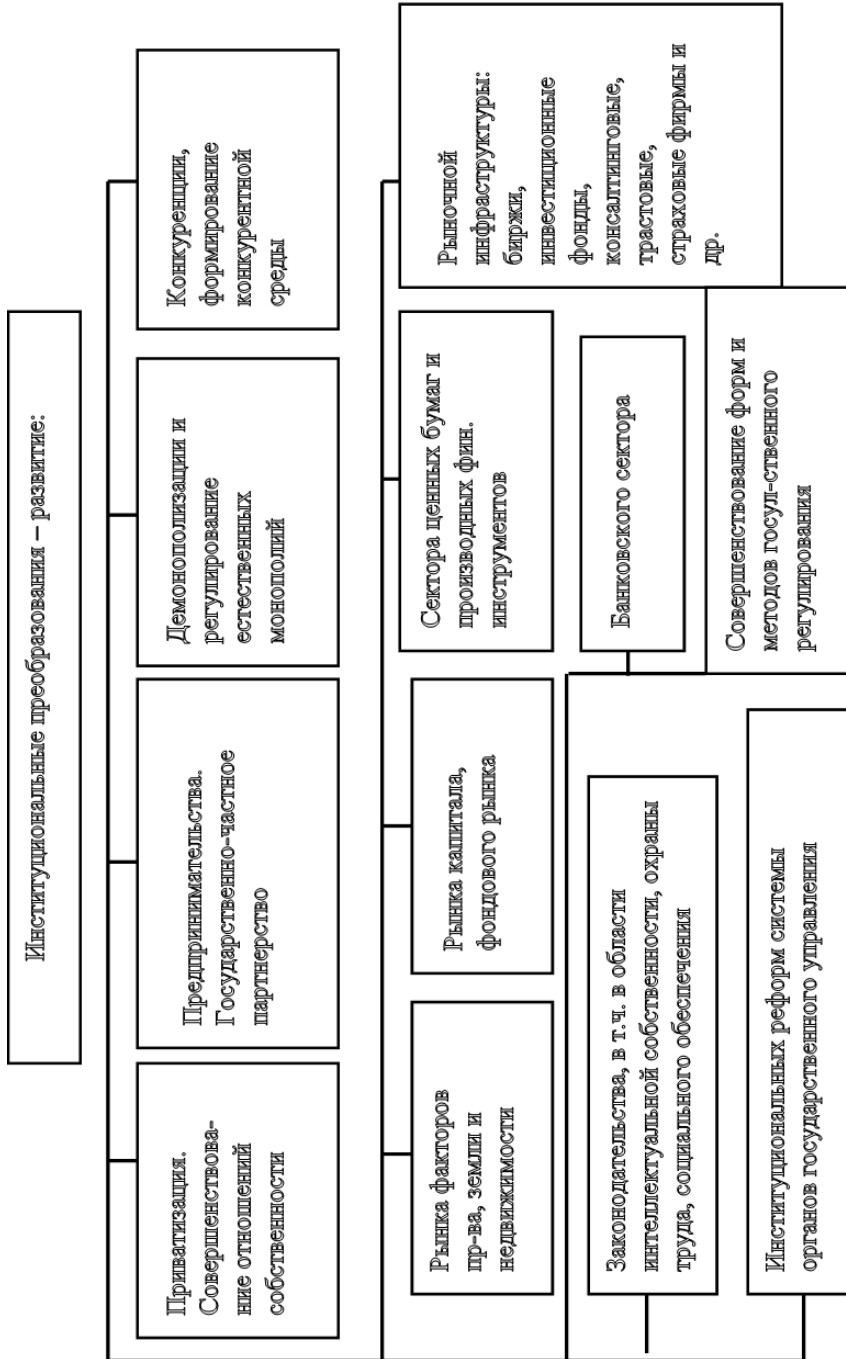 Институциональные преобразования – развитие:
Приватизация.
Совершенствова-
ние отношений
собственности
Предпринимательства.
Государственно-частное
партнерство
Демонополизации и
регулирование
естественных
монополий
Конкуренции,
формирование
конкурентной
среды
Рынка факторов
пр-ва, земли и
недвижимости
Рынка капитала,
фондового рынка
Сектора ценных бумаг и
производных фин.
инструментов
Рыночной
инфраструктуры:
биржи,
инвестиционные
фонды,
консалтинговые,
трастовые,
страховые фирмы и
др.
Законодательства, в т.ч. в области
интеллектуальной собственности, охраны
труда, социального обеспечения
Банковского сектора
Институциональных реформ системы
органов государственного управления
Совершенствование форм и
методов госул-ственного
регулирования